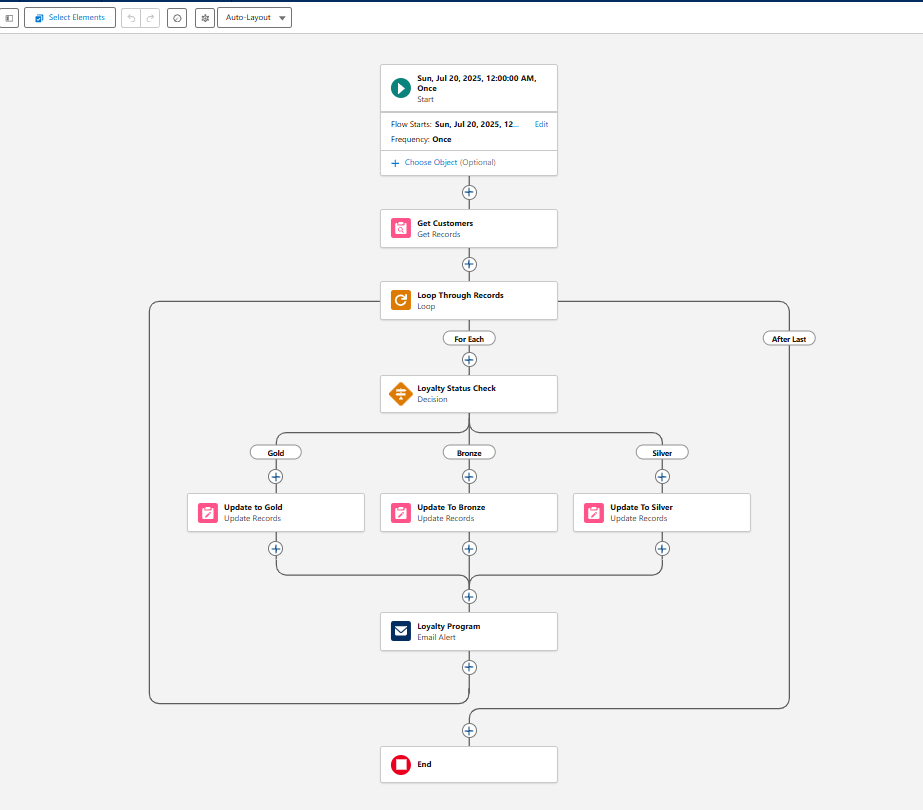 Select Elements
Auto-Layout
Sun, Jul 20, 2025, 12:00:00 AM,
Once
Start
Flow Starts: Sun, Jul 20, 2025, 12... Edit
Frequency: Once
Choose Object (Optional)
Get Customers
Get Records
Loop Through Records
Loop
For Each
After Last
Loyalty Status Check
Decision
Gold
Bronze
Silver
Update to Gold
Update Records
Update To Bronze
Update Records
Update To Silver
Update Records
Loyalty Program
Email Alert
End